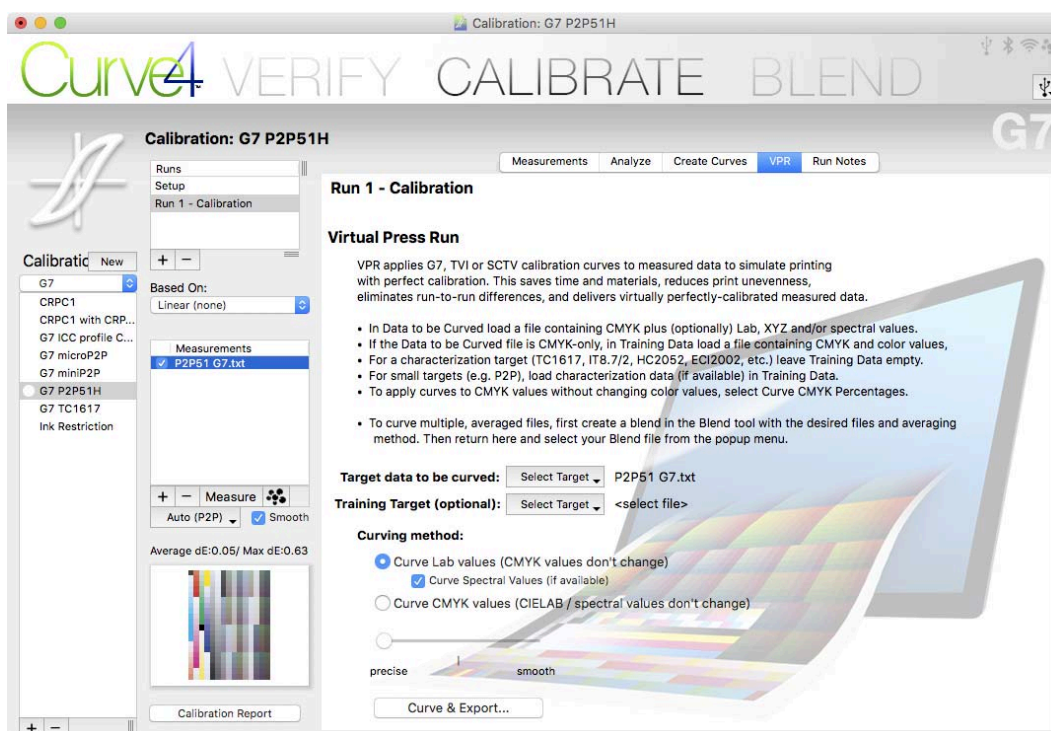 Calibration: G7 P2P51H
Curve4 VERIFY CALIBRATE BLEND
G7
Calibration: G7 P2P51H
Measurements Analyze Create Curves VPR Run Notes
Runs
Setup
Run 1 - Calibration
Run 1 - Calibration
Virtual Press Run
Calibratic New
G7
CRPC1
CRPC1 with CRP...
G7 ICC profile C...
G7 microP2P
G7 miniP2P
G7 P2P51H
G7 TC1617
Ink Restriction
+ -
+ -
Based On:
Linear (none)
Measurements
P2P51 G7.txt
+ - Measure
Auto (P2P) Smooth
Average dE:0.05/ Max dE:0.63
Calibration Report
VPR applies G7, TVI or SCTV calibration curves to measured data to simulate printing
with perfect calibration. This saves time and materials, reduces print unevenness,
eliminates run-to-run differences, and delivers virtually perfectly-calibrated measured data.
• In Data to be Curved load a file containing CMYK plus (optionally) Lab, XYZ and/or spectral values.
• If the Data to be Curved file is CMYK-only, in Training Data load a file containing CMYK and color values,
• For a characterization target (TC1617, IT8.7/2, HC2052, ECI2002, etc.) leave Training Data empty.
• For small targets (e.g. P2P), load characterization data (if available) in Training Data.
• To apply curves to CMYK values without changing color values, select Curve CMYK Percentages.
• To curve multiple, averaged files, first create a blend in the Blend tool with the desired files and averaging
method. Then return here and select your Blend file from the popup menu.
Target data to be curved: Select Target P2P51 G7.txt
Training Target (optional): Select Target <select file>
Curving method:
Curve Lab values (CMYK values don't change)
Curve Spectral Values (if available)
Curve CMYK values (CIELAB / spectral values don't change)
precise smooth
Curve & Export...